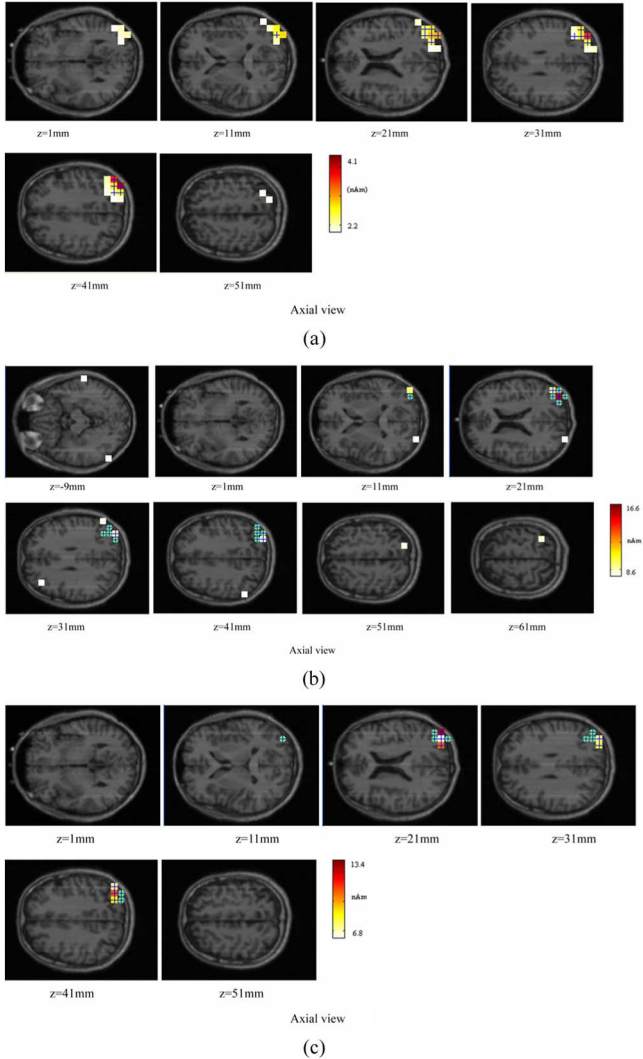 z=1mm
z=11mm
z=21mm
z=31mm
4.1
(nAm)
2.2
z=41mm
z=51mm
Axial view
(a)
z=-9mm
z=1mm
z=11mm
z=21mm
16.6
nAm
8.6
z=31mm
z=41mm
z=51mm
z=61mm
Axial view
(b)
z=1mm
z=11mm
z=21mm
z=31mm
13.4
nAm
6.8
z=41mm
z=51mm
Axial view
(c)